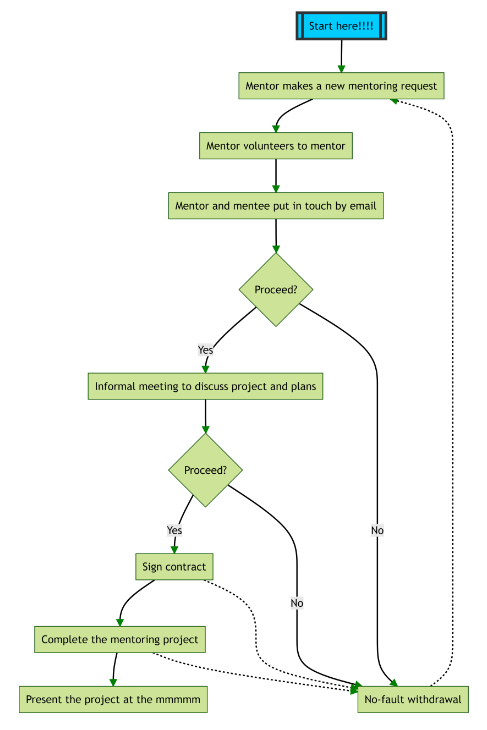 Start here!!!!
Mentor makes a new mentoring request
Mentor volunteers to mentor
Mentor and mentee put in touch by email
Proceed?
Yes
Informal meeting to discuss project and plans
Proceed?
Yes
No
Sign contract
No
Complete the mentoring project
Present the project at the mmmmm
No-fault withdrawal